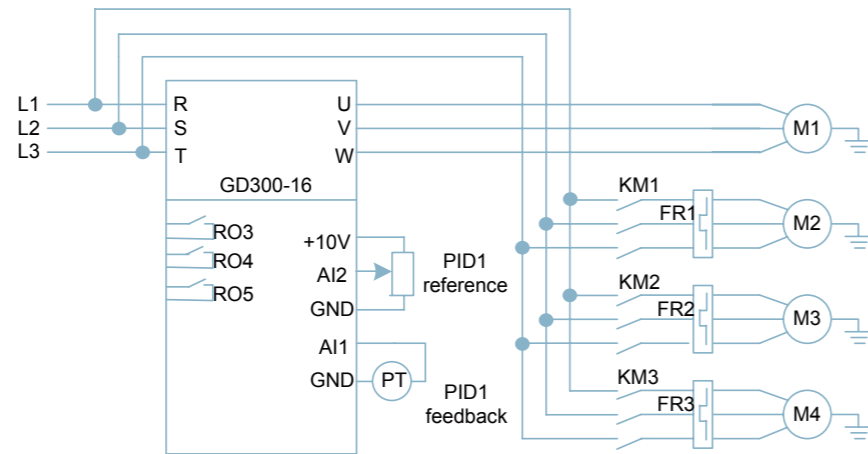 L1
L2
L3
R
S
T
U
V
W
GD300-16
RO3
RO4
RO5
+10V
AI2
GND
AI1
GND
PT
PID1
reference
PID1
feedback
M1
KM1
FR1
M2
KM2
FR2
M3
KM3
FR3
M4